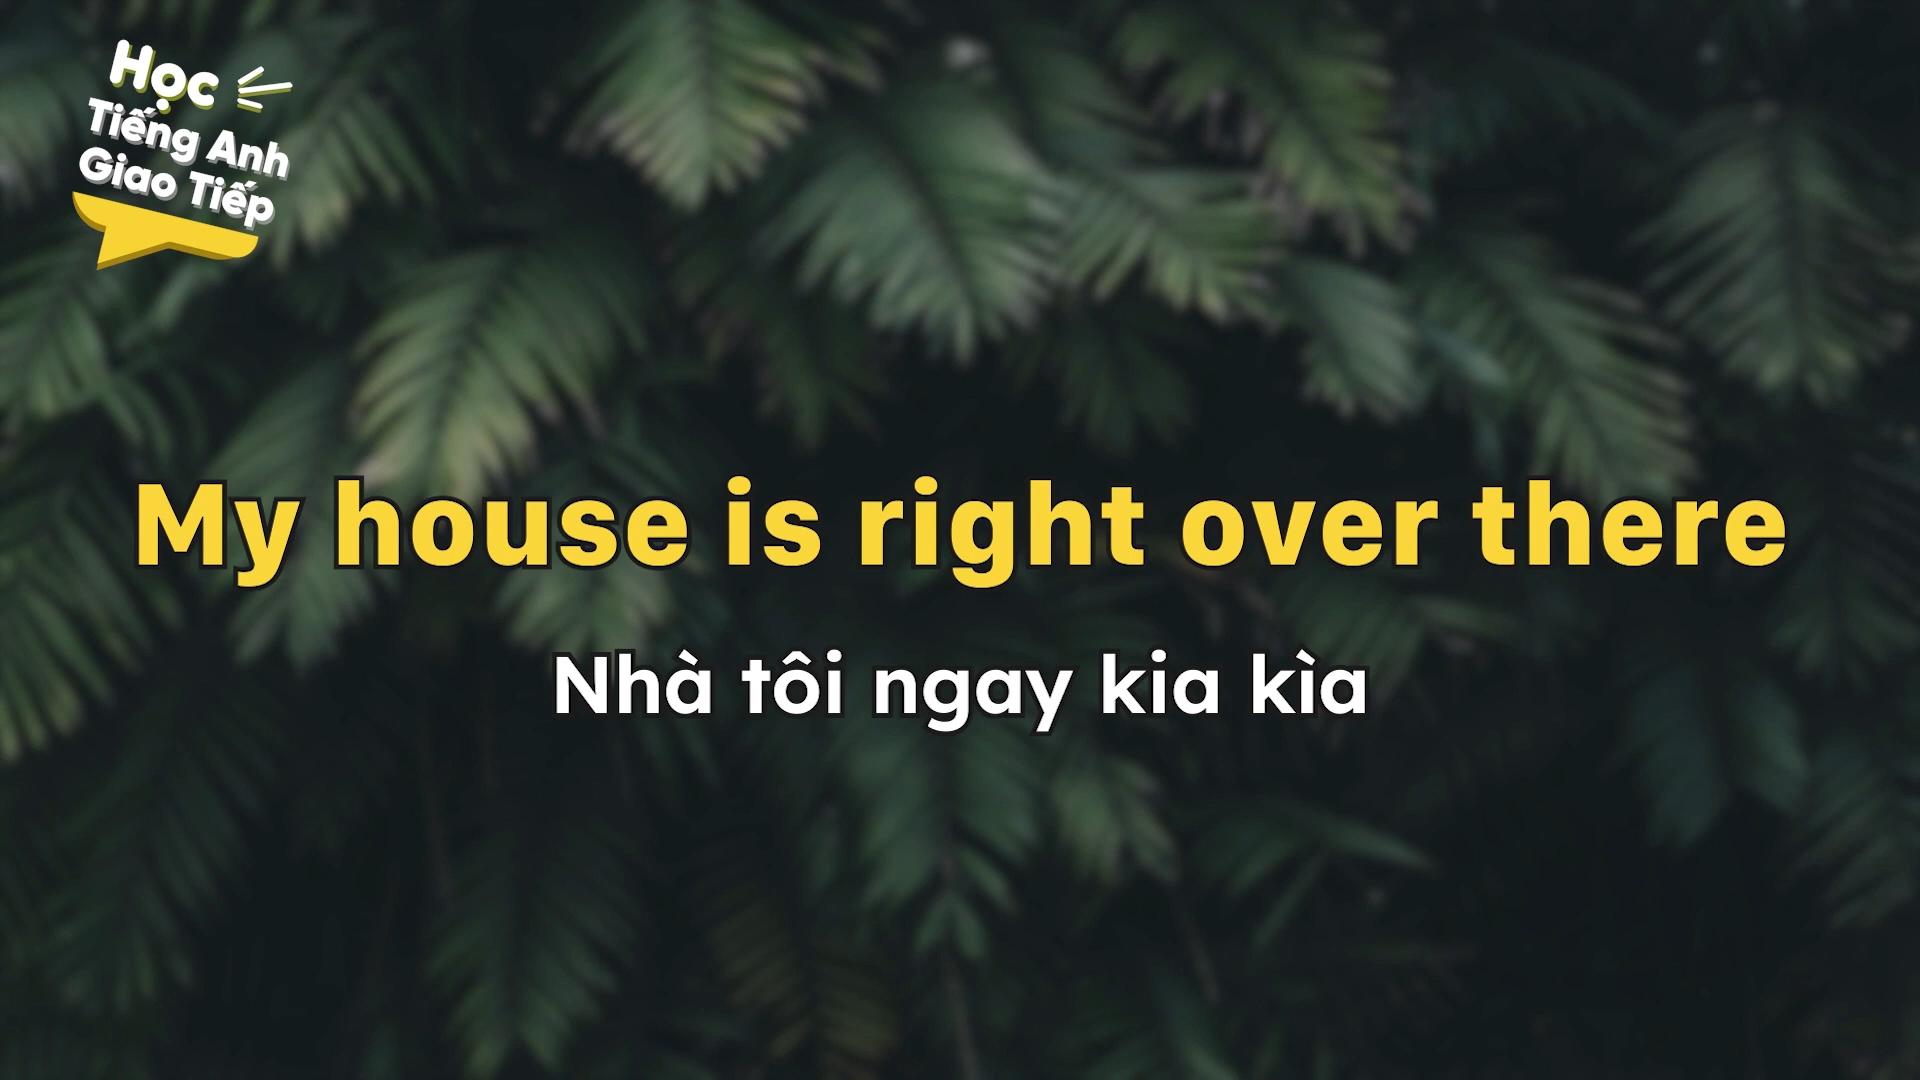 Học
Tiếng Anh
Giao Tiếp
My house is right over there
Nhà tôi ngay kia kìa